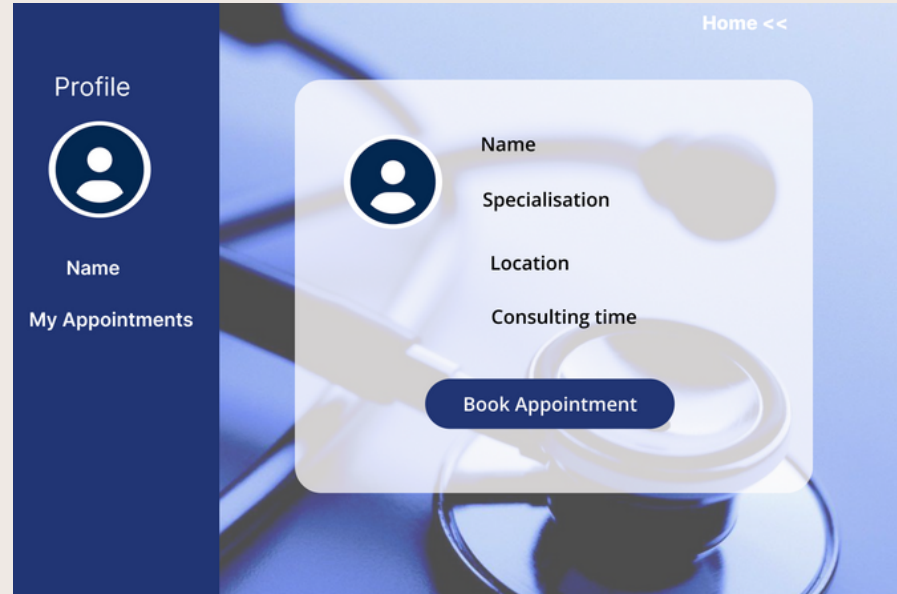 Home <<
Profile
Name
My Appointments
Name
Specialisation
Location
Consulting time
Book Appointment